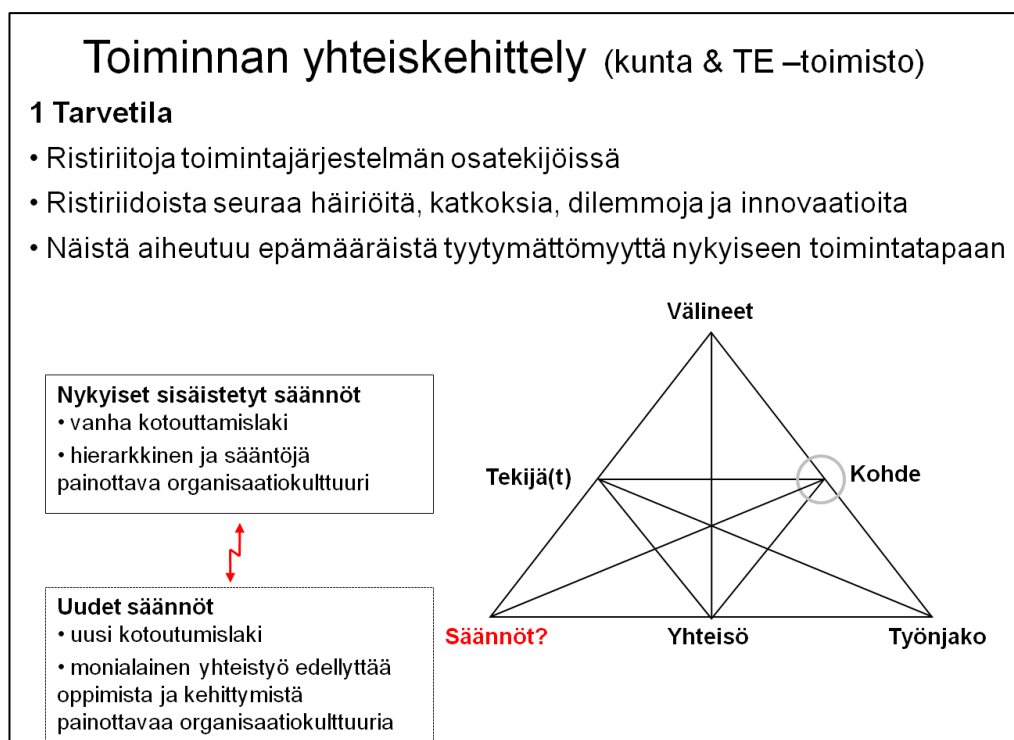 Toiminnan yhteiskehittely (kunta & TE –toimisto)
1 Tarvetila
• Ristiriitoja toimintajärjestelmän osatekijöissä
• Ristiriidoista seuraa häiriöitä, katkoksia, dilemmoja ja innovaatioita
• Näistä aiheutuu epämääräistä tyytymättömyyttä nykyiseen toimintatapaan
Nykyiset sisäistetyt säännöt
• vanha kotouttamislaki
• hierarkkinen ja sääntöjä
painottava organisaatiokulttuuri
Uudet säännöt
• uusi kotoutumislaki
• monialainen yhteistyö edellyttää
oppimista ja kehittymistä
painottavaa organisaatiokulttuuria
Välineet
Tekijä(t)
Kohde
Säännöt?
Yhteisö
Työnjako